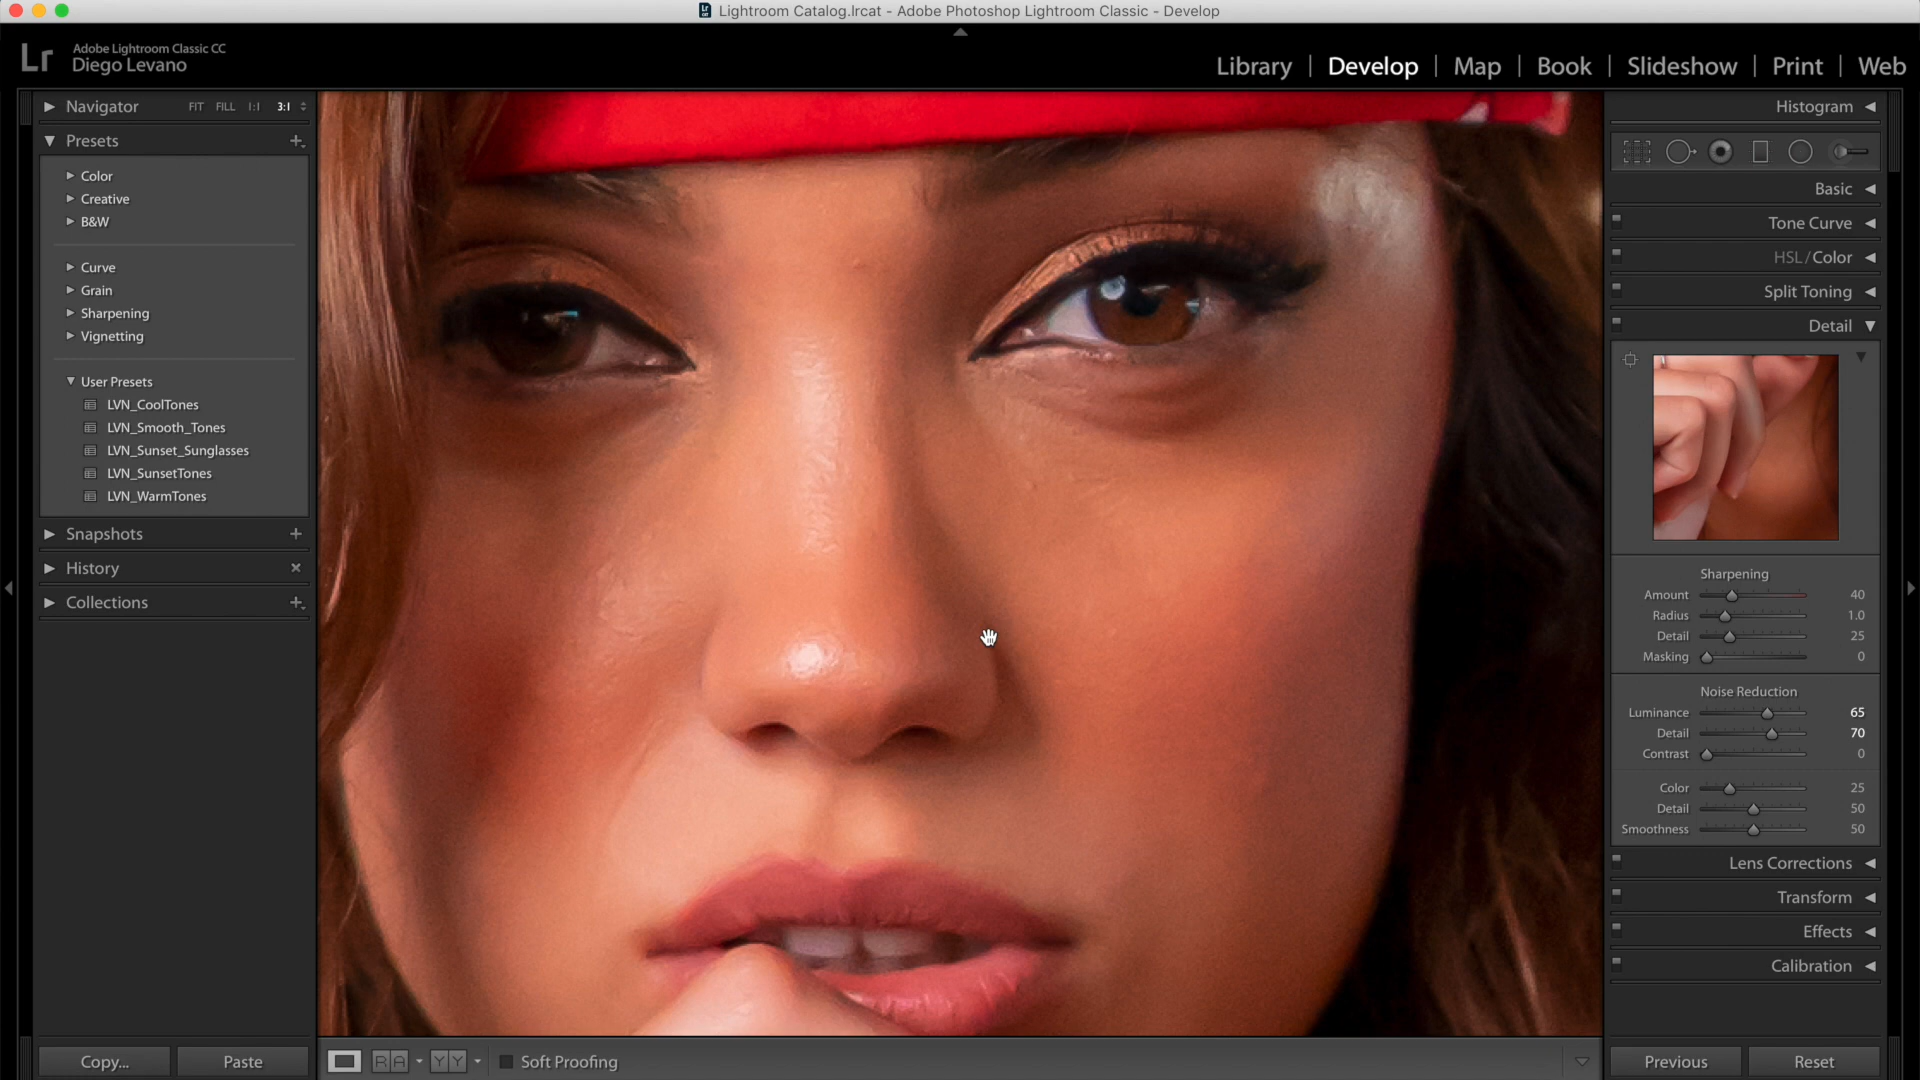 Lightroom Catalog.lrcat - Adobe Photoshop Lightroom Classic - Develop
Lr
Adobe Lightroom Classic CC
Diego Levano
Library | Develop | Map | Book | Slideshow | Print | Web
Navigator FIT FILL 1:1 3:1
Presets
Color
Creative
B&W
Curve
Grain
Sharpening
Vignetting
User Presets
LVN_CoolTones
LVN_Smooth_Tones
LVN_Sunset_Sunglasses
LVN_SunsetTones
LVN_WarmTones
Snapshots
History
Collections
Copy... Paste
R A Y Y Soft Proofing
Histogram
Basic
Tone Curve
HSL / Color
Split Toning
Detail
Sharpening
Amount 40
Radius 1.0
Detail 25
Masking 0
Noise Reduction
Luminance 65
Detail 70
Contrast 0
Color 25
Detail 50
Smoothness 50
Lens Corrections
Transform
Effects
Calibration
Previous Reset